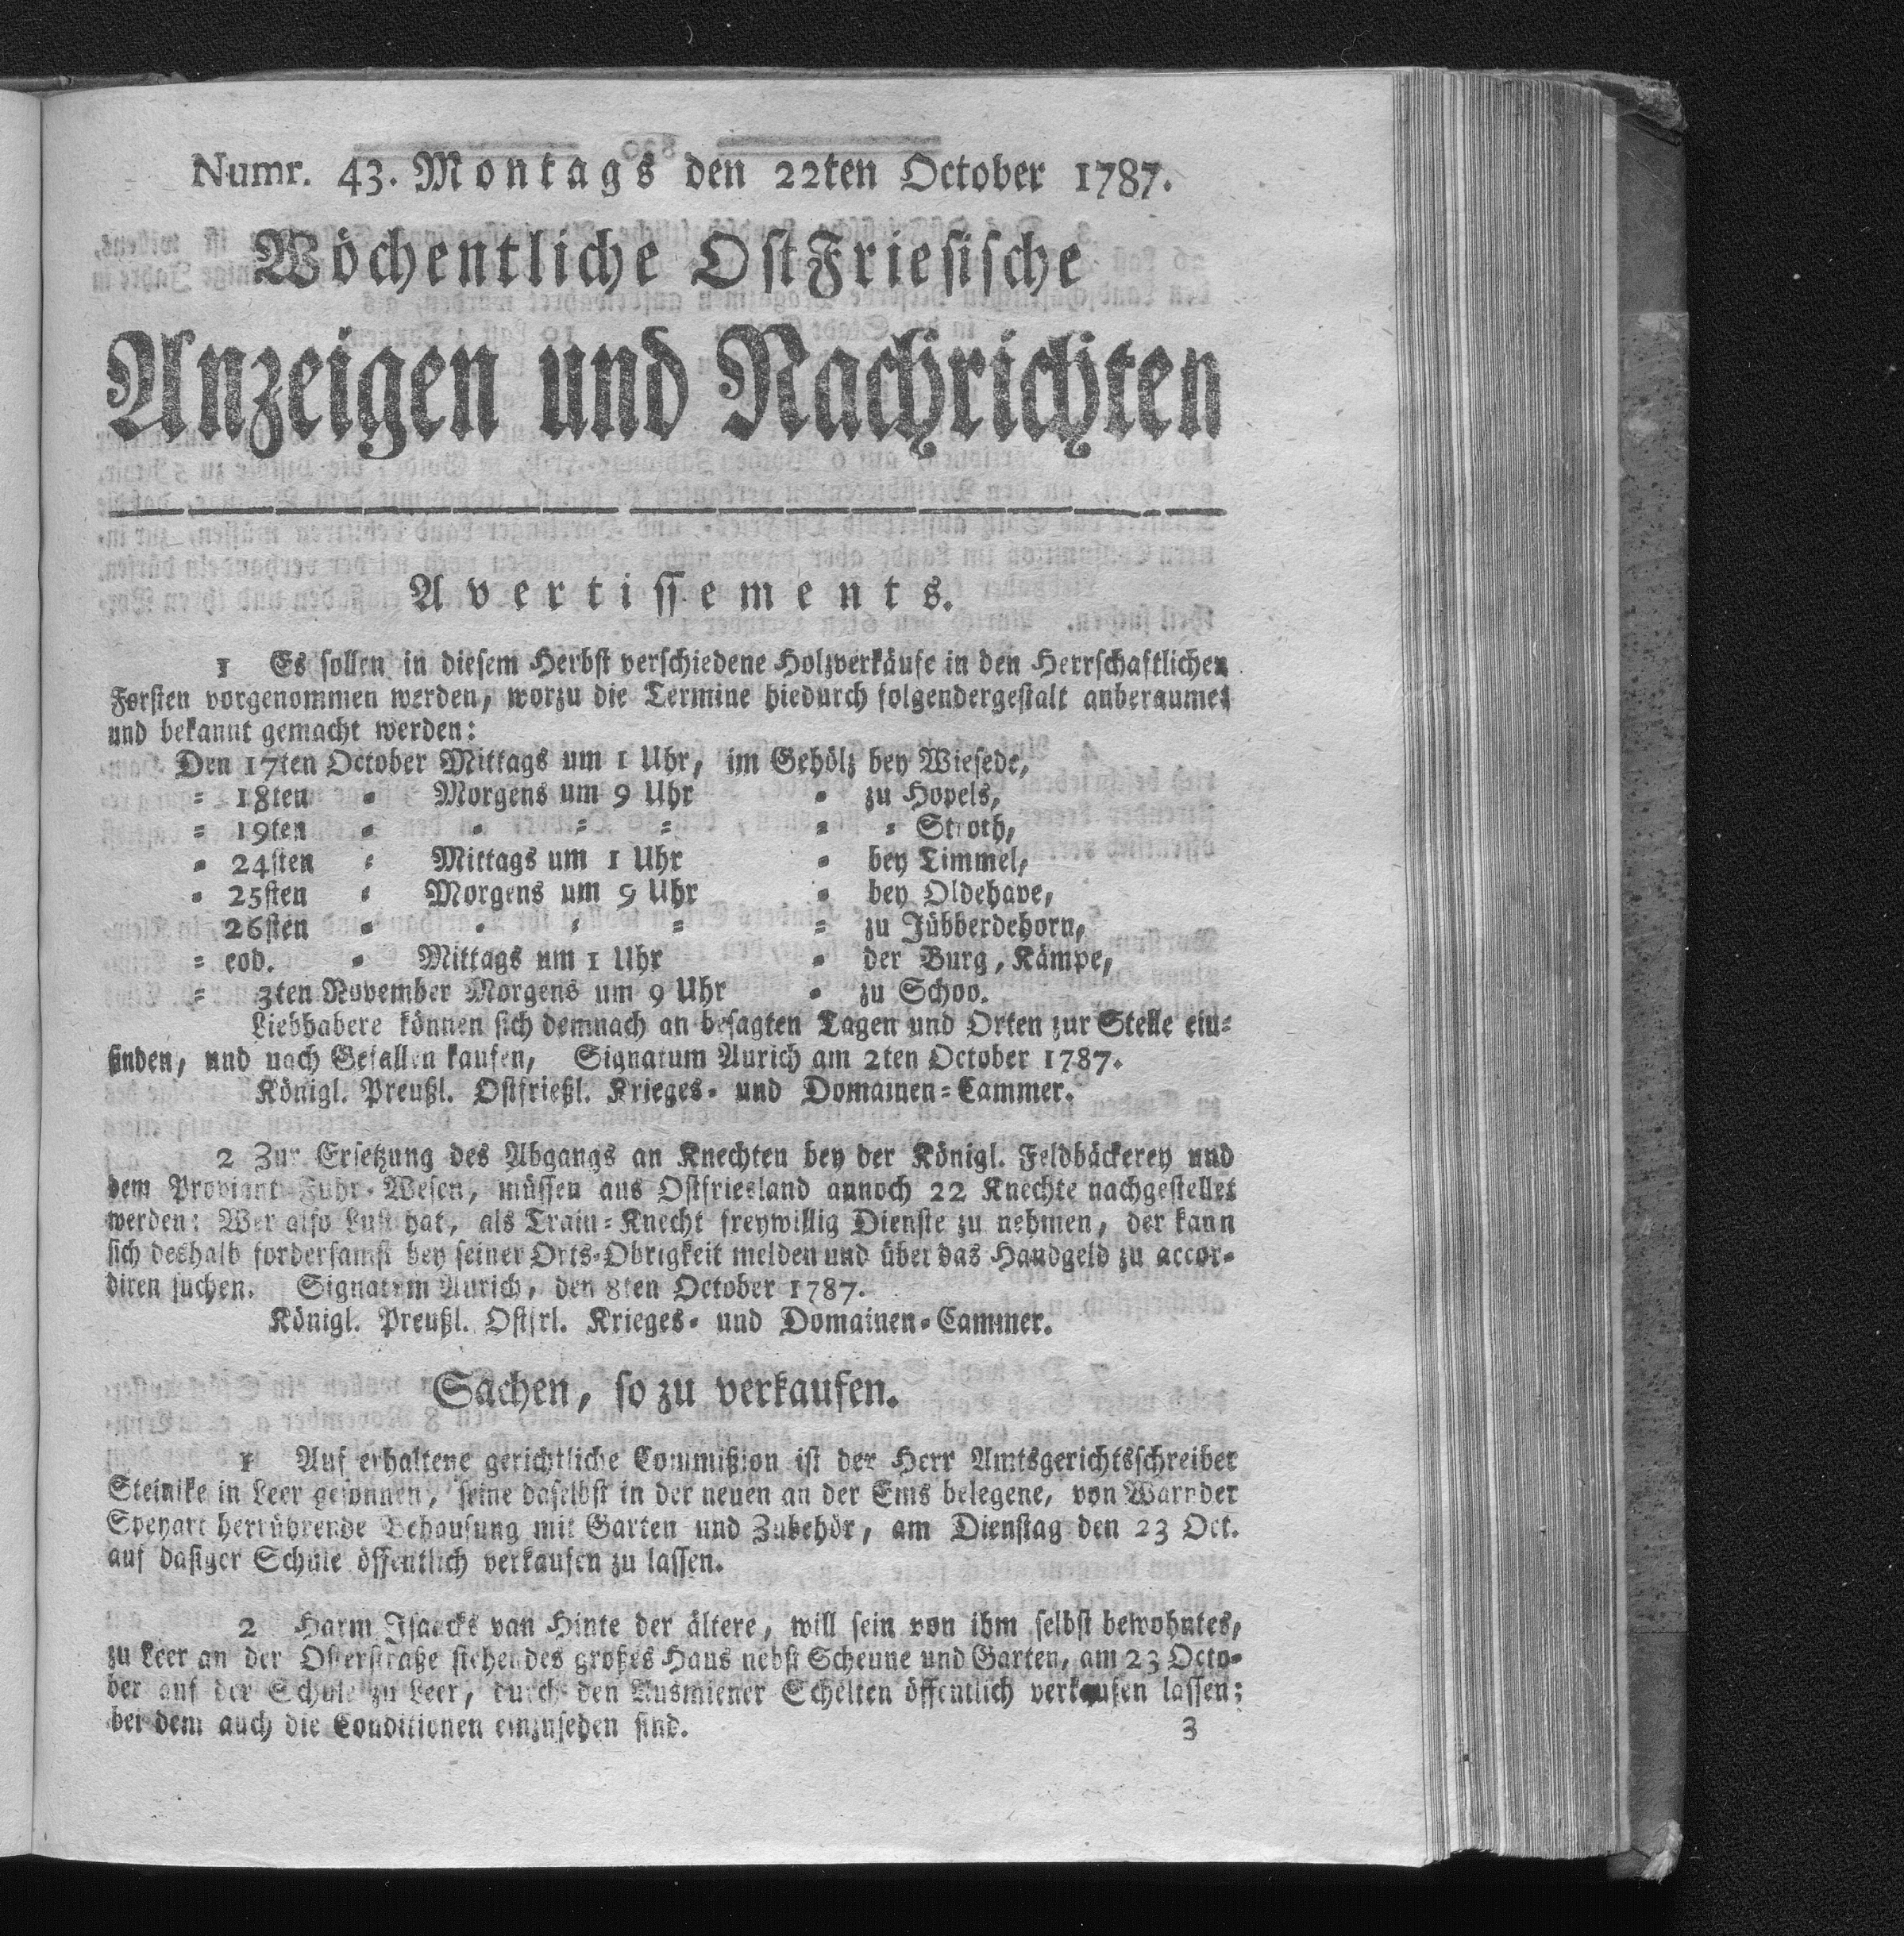 Numr. 43. Montags den 22ten October 1787.
Wöchentliche OstFriesische
Anzeigen und Nachrichten
Avertissements.
1 Es sollen in diesem Herbst verschiedene Holzverkäufe in den Herrschaftlichen
Forsten vorgenommen werden, worzu die Termine hiedurch folgendergestalt anberaumet
und bekannt gemacht werden:
Den 17ten October Mittags um 1 Uhr, im Gehölz bey Wiesede,
= 18ten = Morgens um 9 Uhr = zu Hopels,
= 19ten = = = = = = Stroth,
= 24sten = Mittags um 1 Uhr = bey Timmel,
= 25sten = Morgens um 9 Uhr = bey Oldehave,
26sten = = = = = zu Jübberdehorn,
= eod. = Mittags um 1 Uhr = der Burg, Kämpe,
= 3ten November Morgens um 9 Uhr = zu Schoo.
Liebhabere können sich demnach an besagten Tagen und Orten zur Stelle ein=
finden, und nach Gefallen kaufen, Signatum Aurich am 2ten October 1787.
Königl. Preußl. Ostfrießl. Krieges= und Domainen=Cammer.
2 Zur Ersetzung des Abgangs an Knechten bey der Königl. Feldbäckerey und
dem Proviant Fuhr=Wesen, müssen aus Ostfriesland annoch 22 Knechte nachgestellet
werden: Wer also Lust hat, als Train=Knecht freywillig Dienste zu nehmen, der kann
sich deshalb fordersamst bey seiner Orts=Obrigkeit melden und über das Handgeld zu accor=
diren suchen. Signatum Aurich, den 8ten October 1787.
Königl. Preußl. Ostfrl. Krieges= und Domainen=Cammer.
Sachen, so zu verkaufen.
1 Auf erhaltene gerichtliche Commißion ist der Herr Amtsgerichtsschreiber
Steinike in Leer gesonnen, seine daselbst in der neuen an der Ems belegene, von Warnder
Speyart herrührende Behausung mit Garten und Zubehör, am Dienstag den 23 Oct.
auf dasiger Schule öffentlich verkaufen zu lassen.
2 Harm Isaacks van Hinte der ältere, will sein von ihm selbst bewohntes,
zu Leer an der Osterstraße stehendes großes Haus nebst Scheune und Garten, am 23 Octo=
ber auf der Schule zu Leer, durch den Ausmiener Schelten öffentlich verkaufen lassen;
bei dem auch die Conditionen einzusehen sind.
3